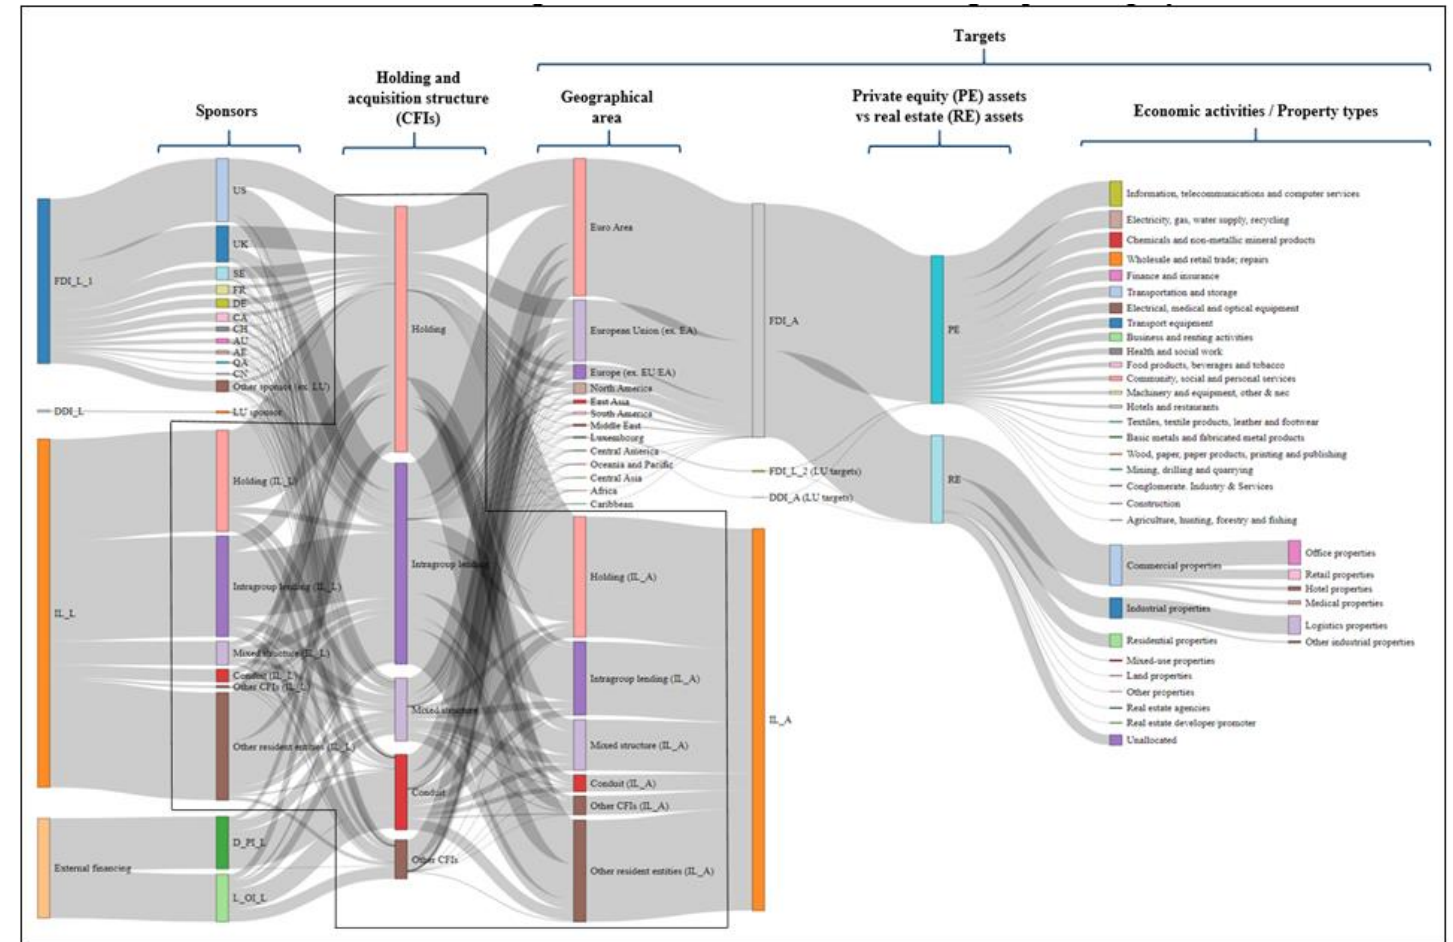 Targets
Holding and
acquisition structure
(CFIs)
Sponsors
Geographical
area
Private equity (PE) assets
vs real estate (RE) assets
Economic activities / Property types
FDI_L_1
DDI_L
IL_L
External financing
US
UK
SE
FR
DE
CA
CH
AU
AE
QA
CN
Other sponsor (ex. LU)
LU sponsor
Holding (IL_L)
Intragroup lending (IL_L)
Mixed structure (IL_L)
Conduit (IL_L)
Other CFIs (IL_L)
Other resident entities (IL_L)
D_PI_L
L_OI_L
Holding
Intragroup lending
Mixed structure
Conduit
Other CFIs
Euro Area
European Union (ex. EA)
Europe (ex. EU/EA)
North America
East Asia
South America
Middle East
Luxembourg
Central America
Oceania and Pacific
Central Asia
Africa
Caribbean
Holding (IL_A)
Intragroup lending (IL_A)
Mixed structure (IL_A)
Conduit (IL_A)
Other CFIs (IL_A)
Other resident entities (IL_A)
FDI_A
FDI_L_2 (LU targets)
DDI_A (LU targets)
IL_A
PE
RE
Information, telecommunications and computer services
Electricity, gas, water supply, recycling
Chemicals and non-metallic mineral products
Wholesale and retail trade; repairs
Finance and insurance
Transportation and storage
Electrical, medical and optical equipment
Transport equipment
Business and renting activities
Health and social work
Food products, beverages and tobacco
Community, social and personal services
Machinery and equipment, other & nec
Hotels and restaurants
Textiles, textile products, leather and footwear
Basic metals and fabricated metal products
Wood, paper, paper products, printing and publishing
Mining, drilling and quarrying
Conglomerate. Industry & Services
Construction
Agriculture, hunting, forestry and fishing
Commercial properties
Industrial properties
Residential properties
Mixed-use properties
Land properties
Other properties
Real estate agencies
Real estate developer/promoter
Unallocated
Office properties
Retail properties
Hotel properties
Medical properties
Logistics properties
Other industrial properties